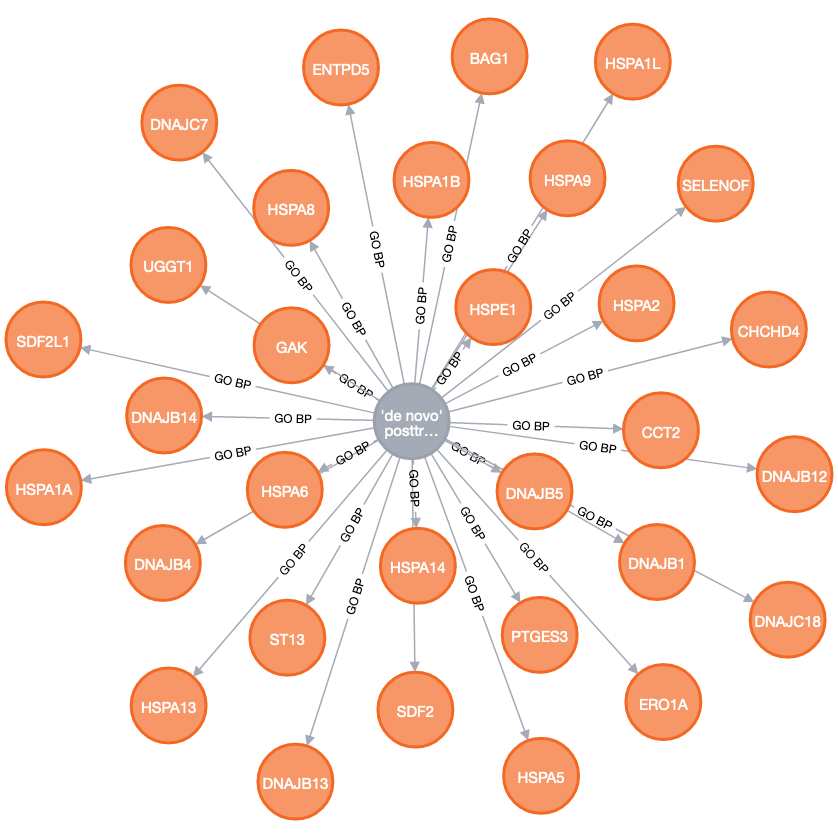 BAG1
ENTPD5
HSPA1L
DNAJC7
HSPA1B
HSPA9
SELENOF
HSPA8
GO BP
GO BP
GO BP
UGGT1
GO BP
GO BP
GO BP
GO BP
HSPE1
HSPA2
GO BP
CHCHD4
SDF2L1
GAK
GO BP
GO BP
GO BP
GO BP
GO BP
'de novo'
posttr...
DNAJB14
GO BP
GO BP
CCT2
GO BP
GO BP
GO BP
GO BP
DNAJB12
HSPA1A
HSPA6
GO BP
DNAJB5
GO BP
GO BP
GO BP
DNAJB4
GO BP
HSPA14
GO BP
DNAJB1
GO BP
GO BP
DNAJC18
ST13
PTGES3
HSPA13
SDF2
ERO1A
DNAJB13
HSPA5